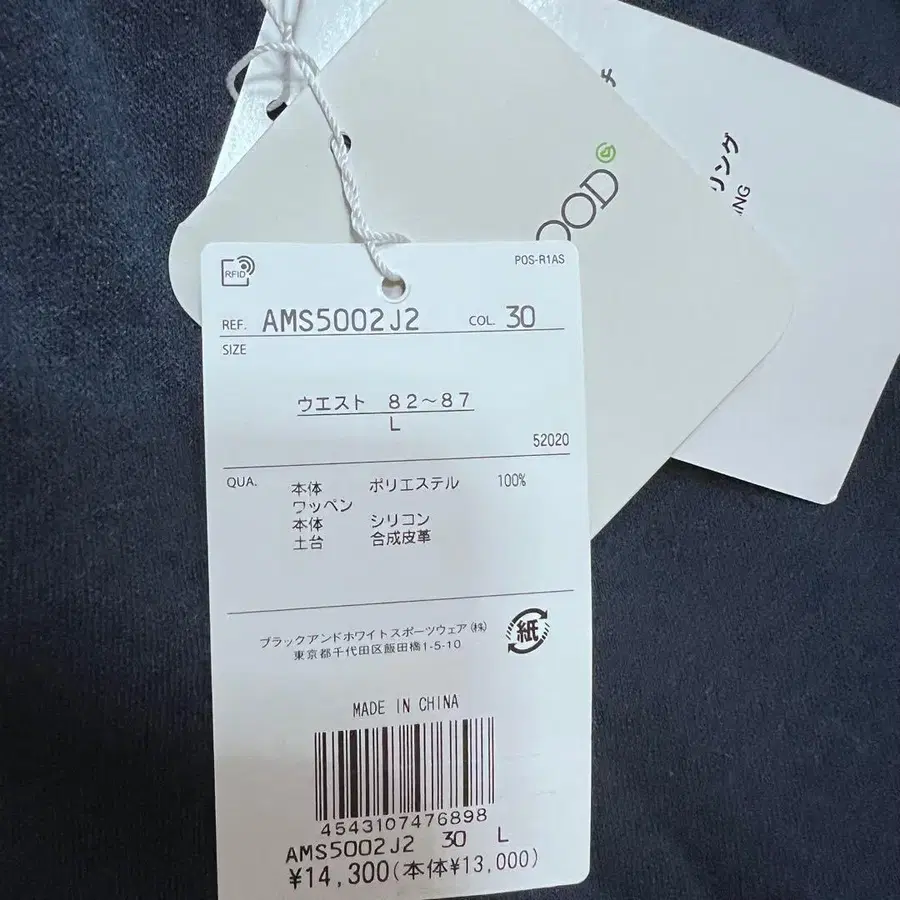 チ
リング
ING
OOD
RFID
POS-R1AS
REF. AMS5002J2 COL. 30
SIZE
ウエスト 82～87
L
52020
QUA. 本体 ポリエステル 100%
ワッペン
本体 シリコン
土台 合成皮革
ブラックアンドホワイトスポーツウェア(株)
東京都千代田区飯田橋1-5-10
紙
MADE IN CHINA
4543107476898
AMS5002J2 30 L
¥14,300(本体¥13,000)